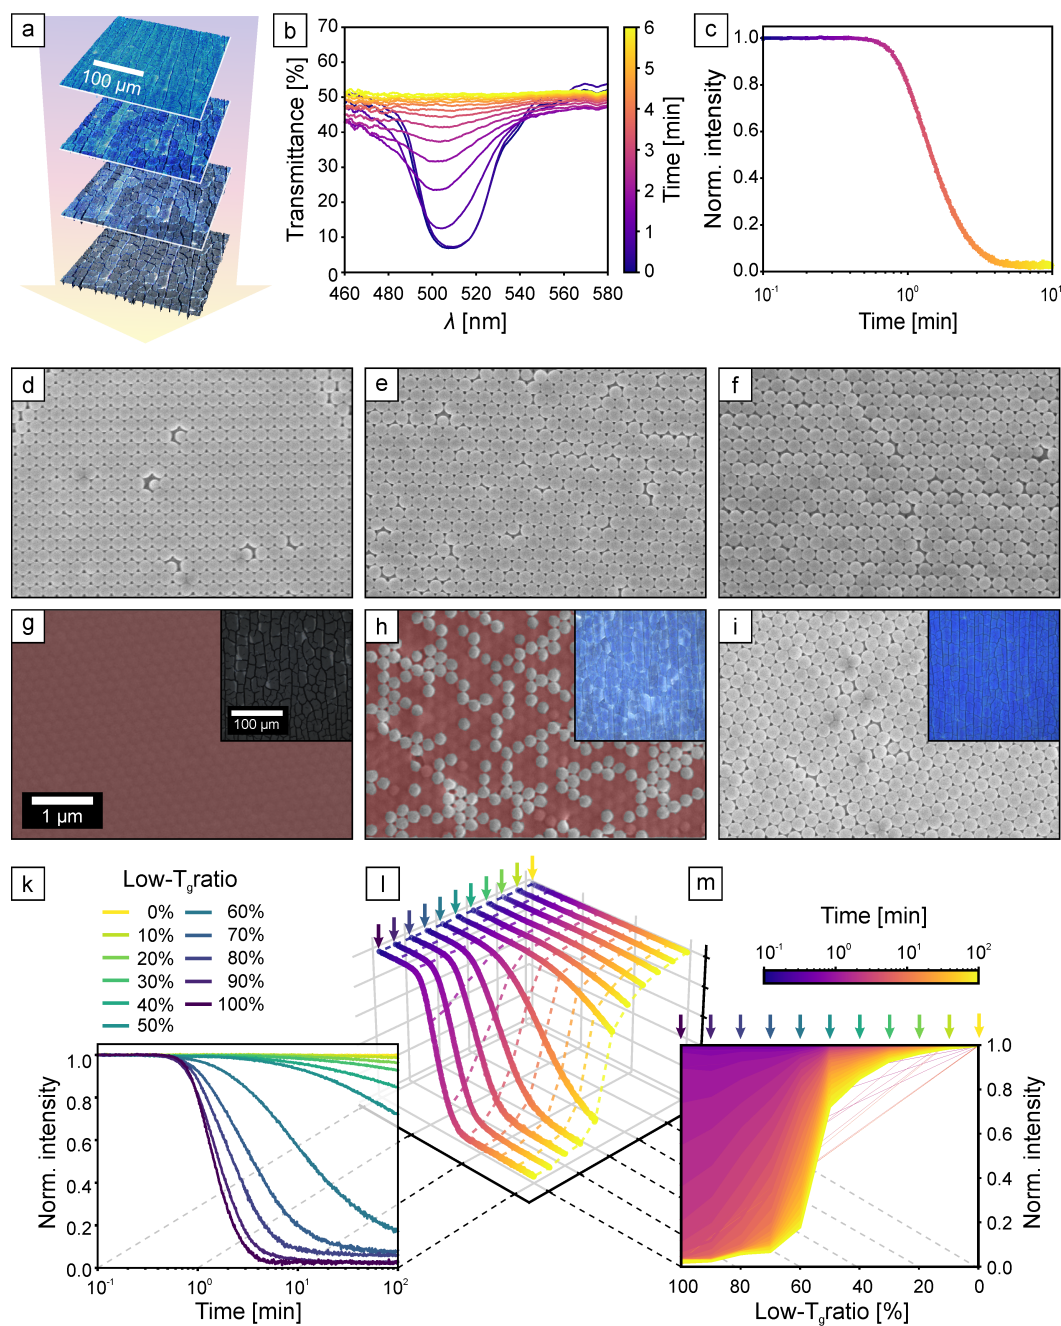 a
100 µm
b
Transmittance [%]
70
60
50
40
30
20
10
0
460 480 500 520 540 560 580
λ [nm]
Time [min]
6
5
4
3
2
1
0
c
Norm. intensity
1.0
0.8
0.6
0.4
0.2
0.0
10-1 100 101
Time [min]
d
e
f
g
100 µm
1 µm
h
i
k
Low-Tgratio
0% 60%
10% 70%
20% 80%
30% 90%
40% 100%
50%
Norm. intensity
1.0
0.8
0.6
0.4
0.2
0.0
10-1 100 101 102
Time [min]
l
m
Time [min]
10-1 100 101 102
1.0
0.8
0.6
0.4
0.2
0.0
Norm. intensity
100 80 60 40 20 0
Low-Tgratio [%]